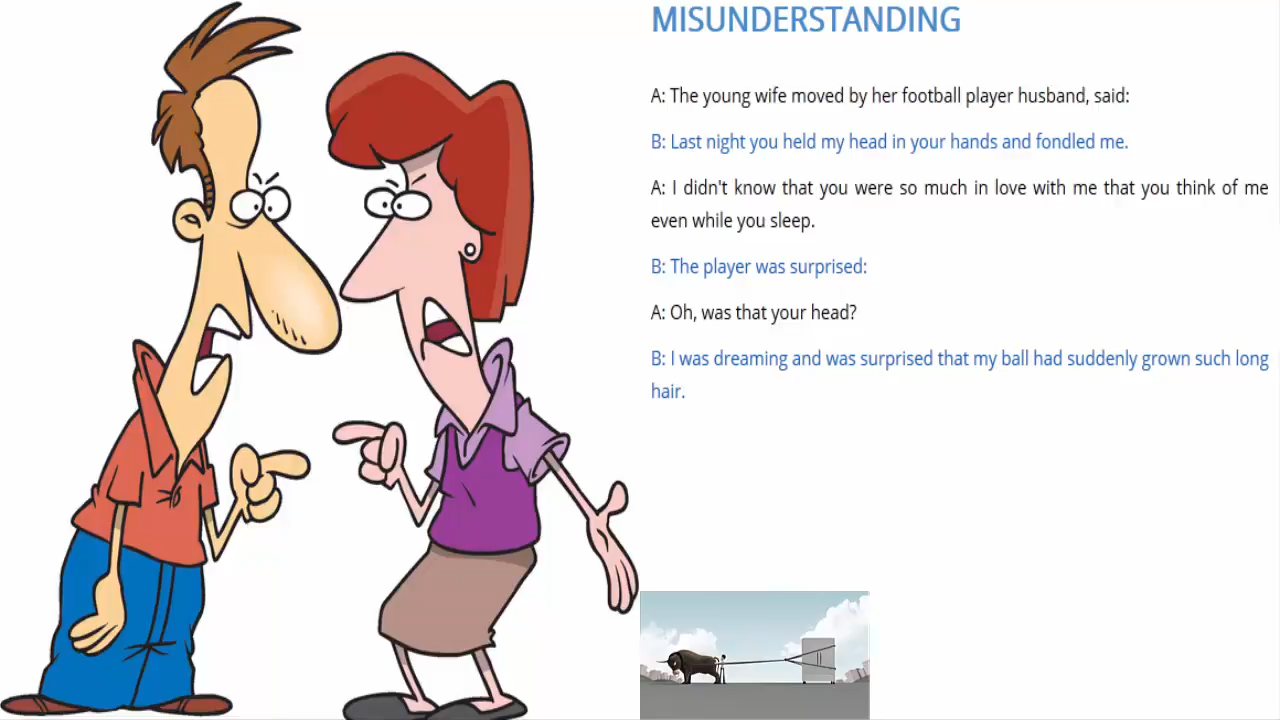 MISUNDERSTANDING
A: The young wife moved by her football player husband, said:
B: Last night you held my head in your hands and fondled me.
A: I didn't know that you were so much in love with me that you think of me
even while you sleep.
B: The player was surprised:
A: Oh, was that your head?
B: I was dreaming and was surprised that my ball had suddenly grown such long
hair.